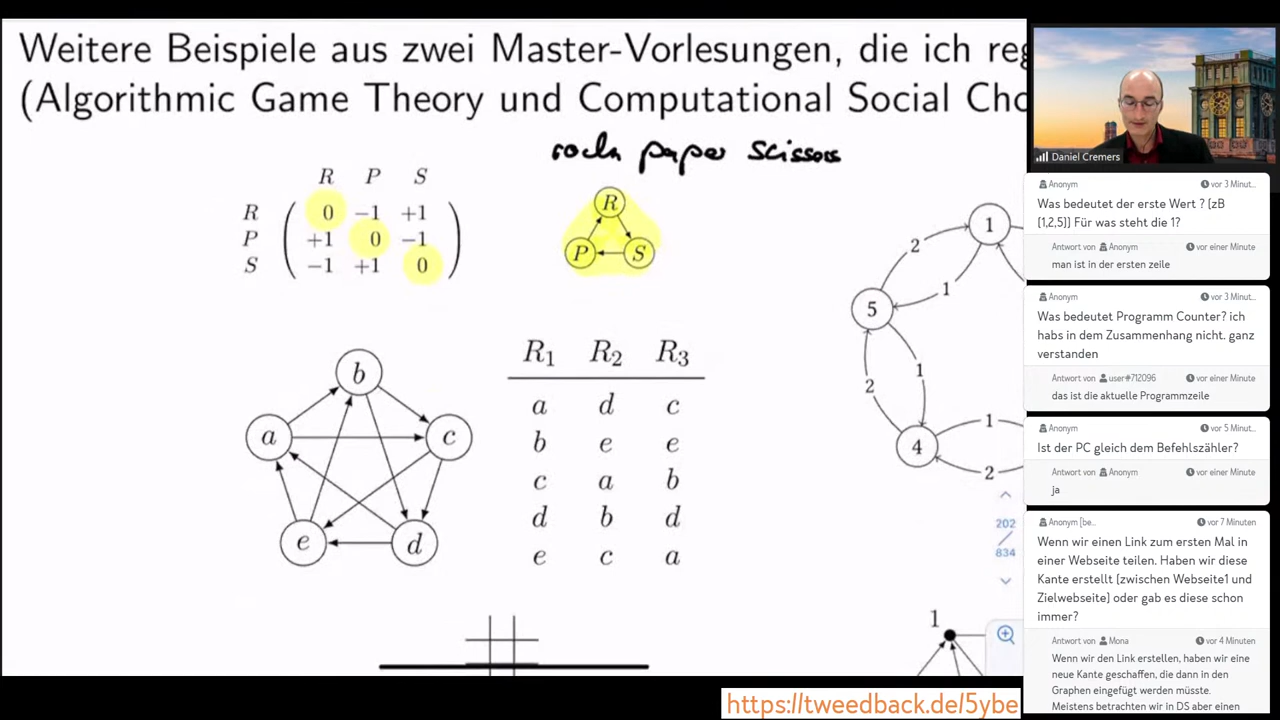 Weitere Beispiele aus zwei Master-Vorlesungen, die ich reg
(Algorithmic Game Theory und Computational Social Cho
rock paper scissors
R P S
R 0 −1 +1
P +1 0 −1
S −1 +1 0
R
P S
1
2
1
5
1
2
4
1
2
b
a c
e d
R1 R2 R3
a d c
b e e
c a b
d b d
e c a
202
834
1
Daniel Cremers
Anonym vor 3 Minut...
Was bedeutet der erste Wert ? [zB
[1,2,5]] Für was steht die 1?
Antwort von Anonym vor einer Minute
man ist in der ersten zeile
Anonym vor 3 Minut...
Was bedeutet Programm Counter? ich
habs in dem Zusammenhang nicht. ganz
verstanden
Antwort von user#712096 vor einer Minute
das ist die aktuelle Programmzeile
Anonym vor 5 Minut...
Ist der PC gleich dem Befehlszähler?
Antwort von Anonym vor einer Minute
ja
Anonym [be... vor 7 Minuten
Wenn wir einen Link zum ersten Mal in
einer Webseite teilen. Haben wir diese
Kante erstellt [zwischen Webseite1 und
Zielwebseite] oder gab es diese schon
immer?
Antwort von Mona vor 4 Minuten
Wenn wir den Link erstellen, haben wir eine
neue Kante geschaffen, die dann in den
Graphen eingefügt werden müsste.
Meistens betrachten wir in DS aber einen
https://tweedback.de/5ybe